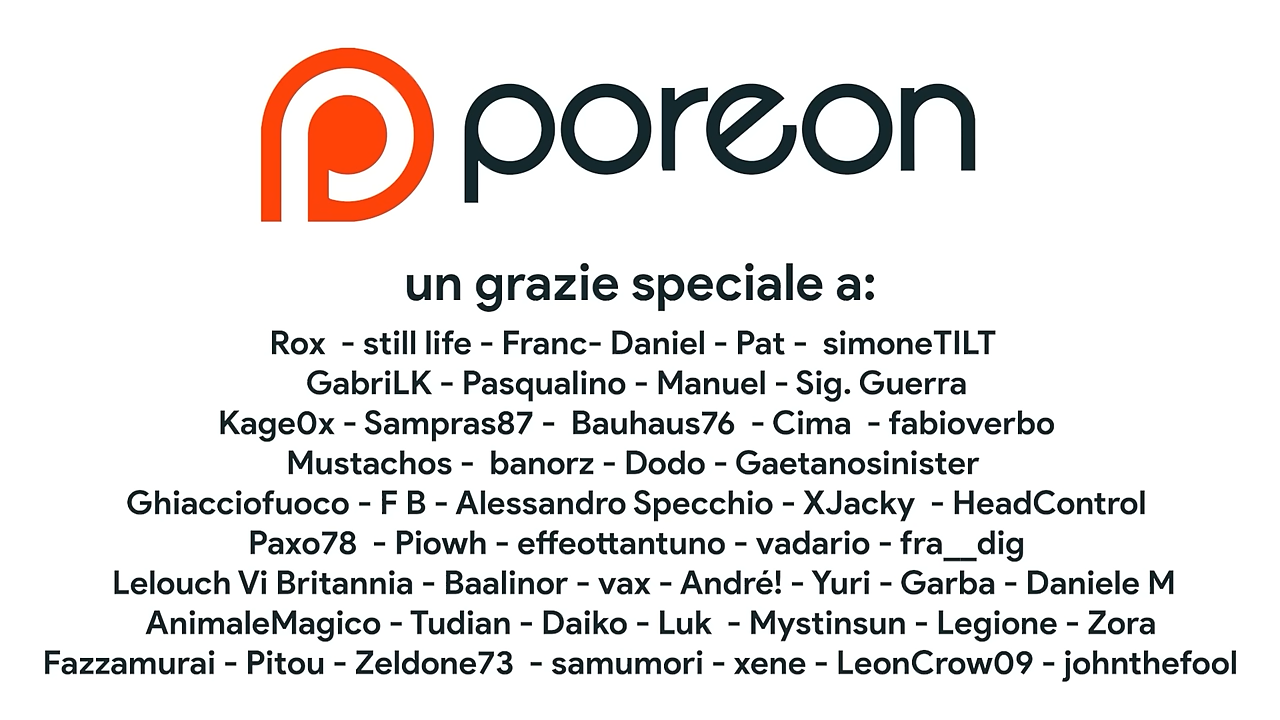 poreon
un grazie speciale a:
Rox - still life - Franc- Daniel - Pat - simoneTILT
GabriLK - Pasqualino - Manuel - Sig. Guerra
Kage0x - Sampras87 - Bauhaus76 - Cima - fabioverbo
Mustachos - banorz - Dodo - Gaetanosinister
Ghiacciofuoco - F B - Alessandro Specchio - XJacky - HeadControl
Paxo78 - Piowh - effeottantuno - vadario - fra__dig
Lelouch Vi Britannia - Baalinor - vax - André! - Yuri - Garba - Daniele M
AnimaleMagico - Tudian - Daiko - Luk - Mystinsun - Legione - Zora
Fazzamurai - Pitou - Zeldone73 - samumori - xene - LeonCrow09 - johnthefool